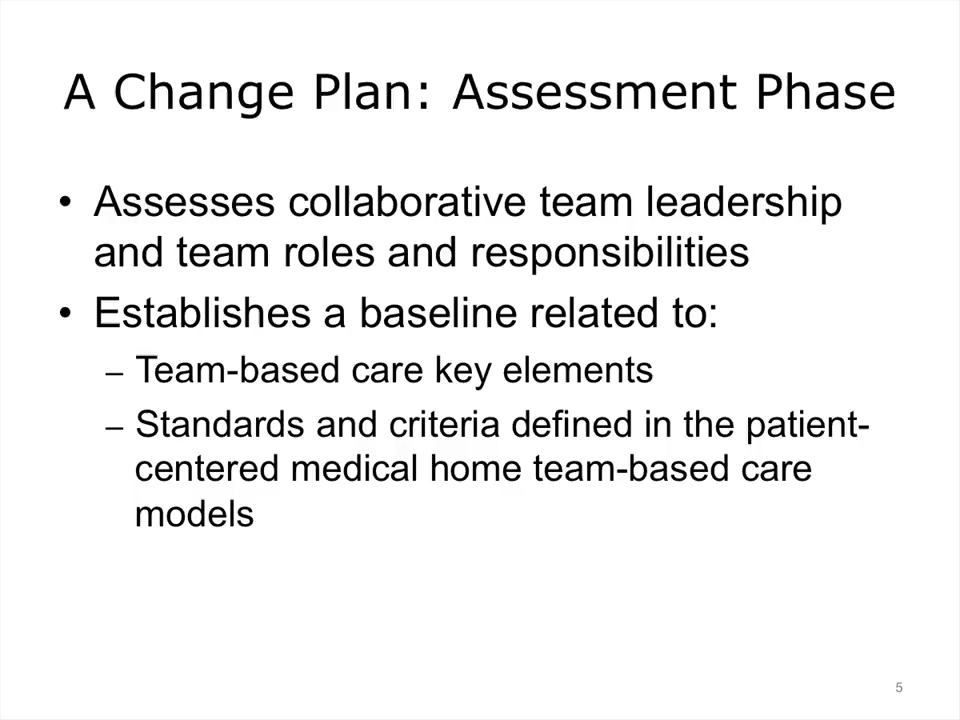 A Change Plan: Assessment Phase
• Assesses collaborative team leadership
and team roles and responsibilities
• Establishes a baseline related to:
– Team-based care key elements
– Standards and criteria defined in the patient-
centered medical home team-based care
models
5